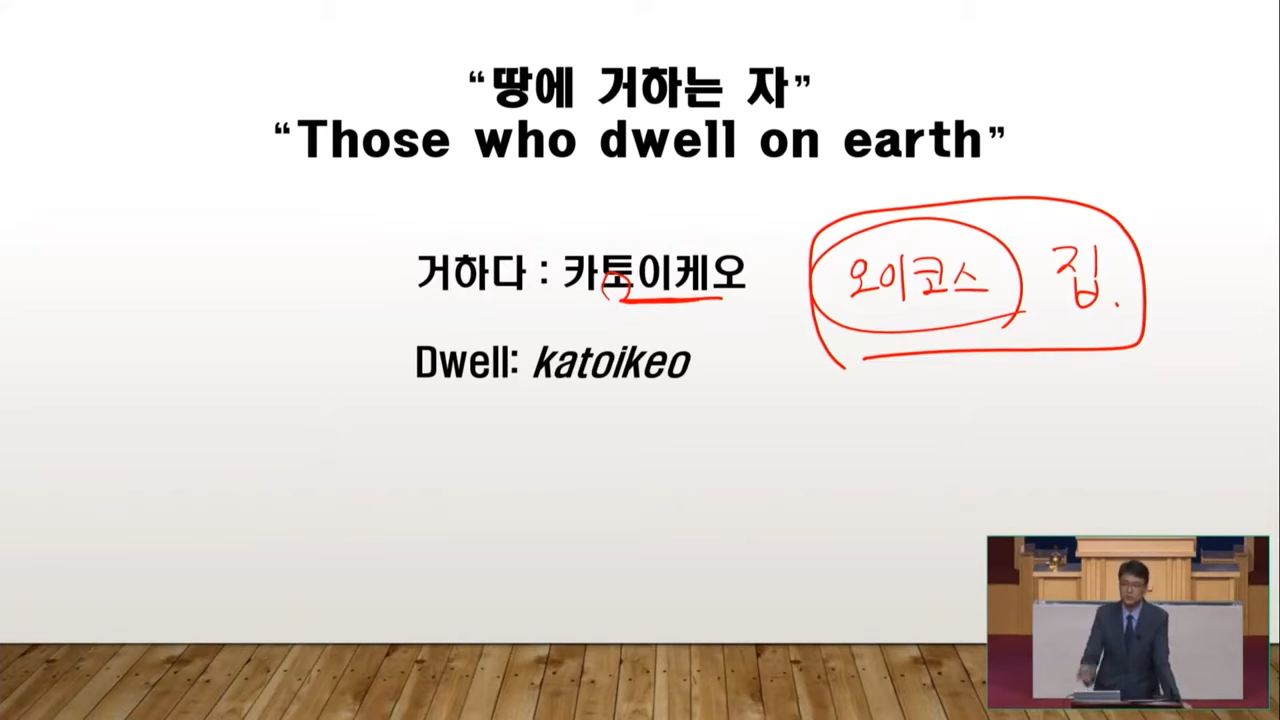 “땅에 거하는 자”
“Those who dwell on earth”
거하다 : 카토이케오
오이코스 집.
Dwell: katoikeo